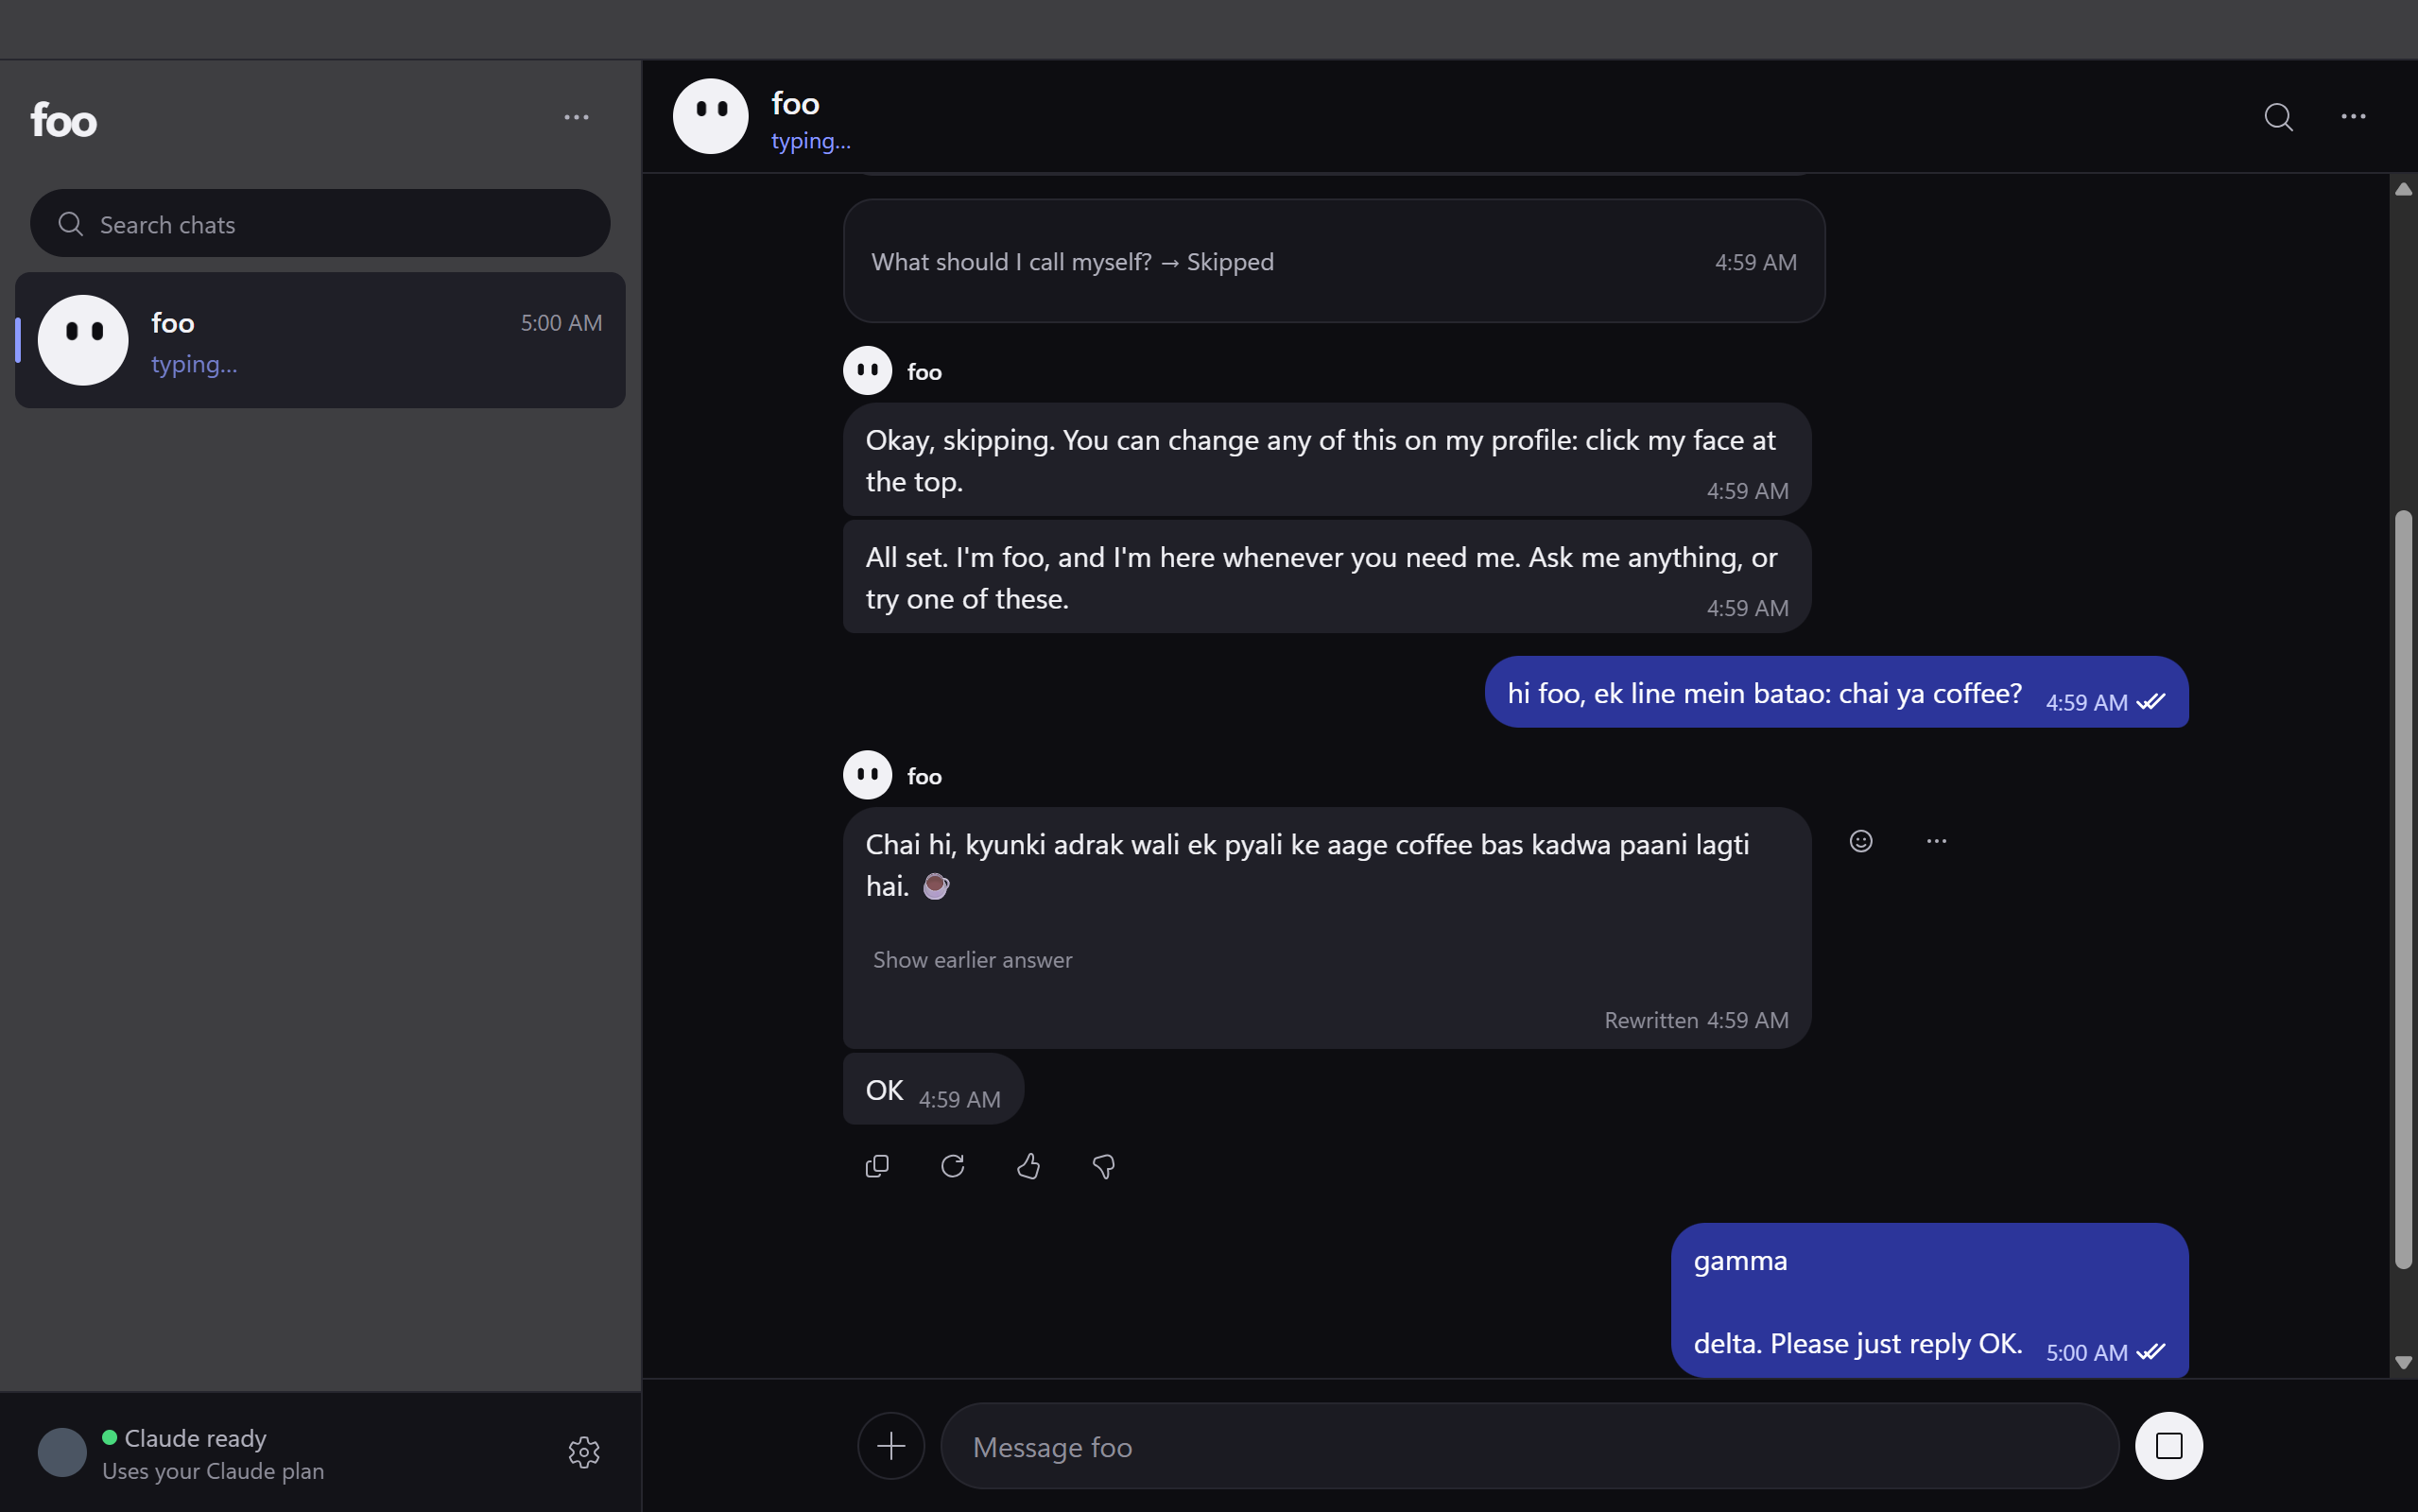 foo
Search chats
foo
5:00 AM
typing...
Claude ready
Uses your Claude plan
foo
typing...
What should I call myself? → Skipped
4:59 AM
foo
Okay, skipping. You can change any of this on my profile: click my face at
the top.
4:59 AM
All set. I'm foo, and I'm here whenever you need me. Ask me anything, or
try one of these.
4:59 AM
hi foo, ek line mein batao: chai ya coffee? 4:59 AM
foo
Chai hi, kyunki adrak wali ek pyali ke aage coffee bas kadwa paani lagti
hai. ☕
Show earlier answer
Rewritten 4:59 AM
OK 4:59 AM
gamma
delta. Please just reply OK. 5:00 AM
Message foo